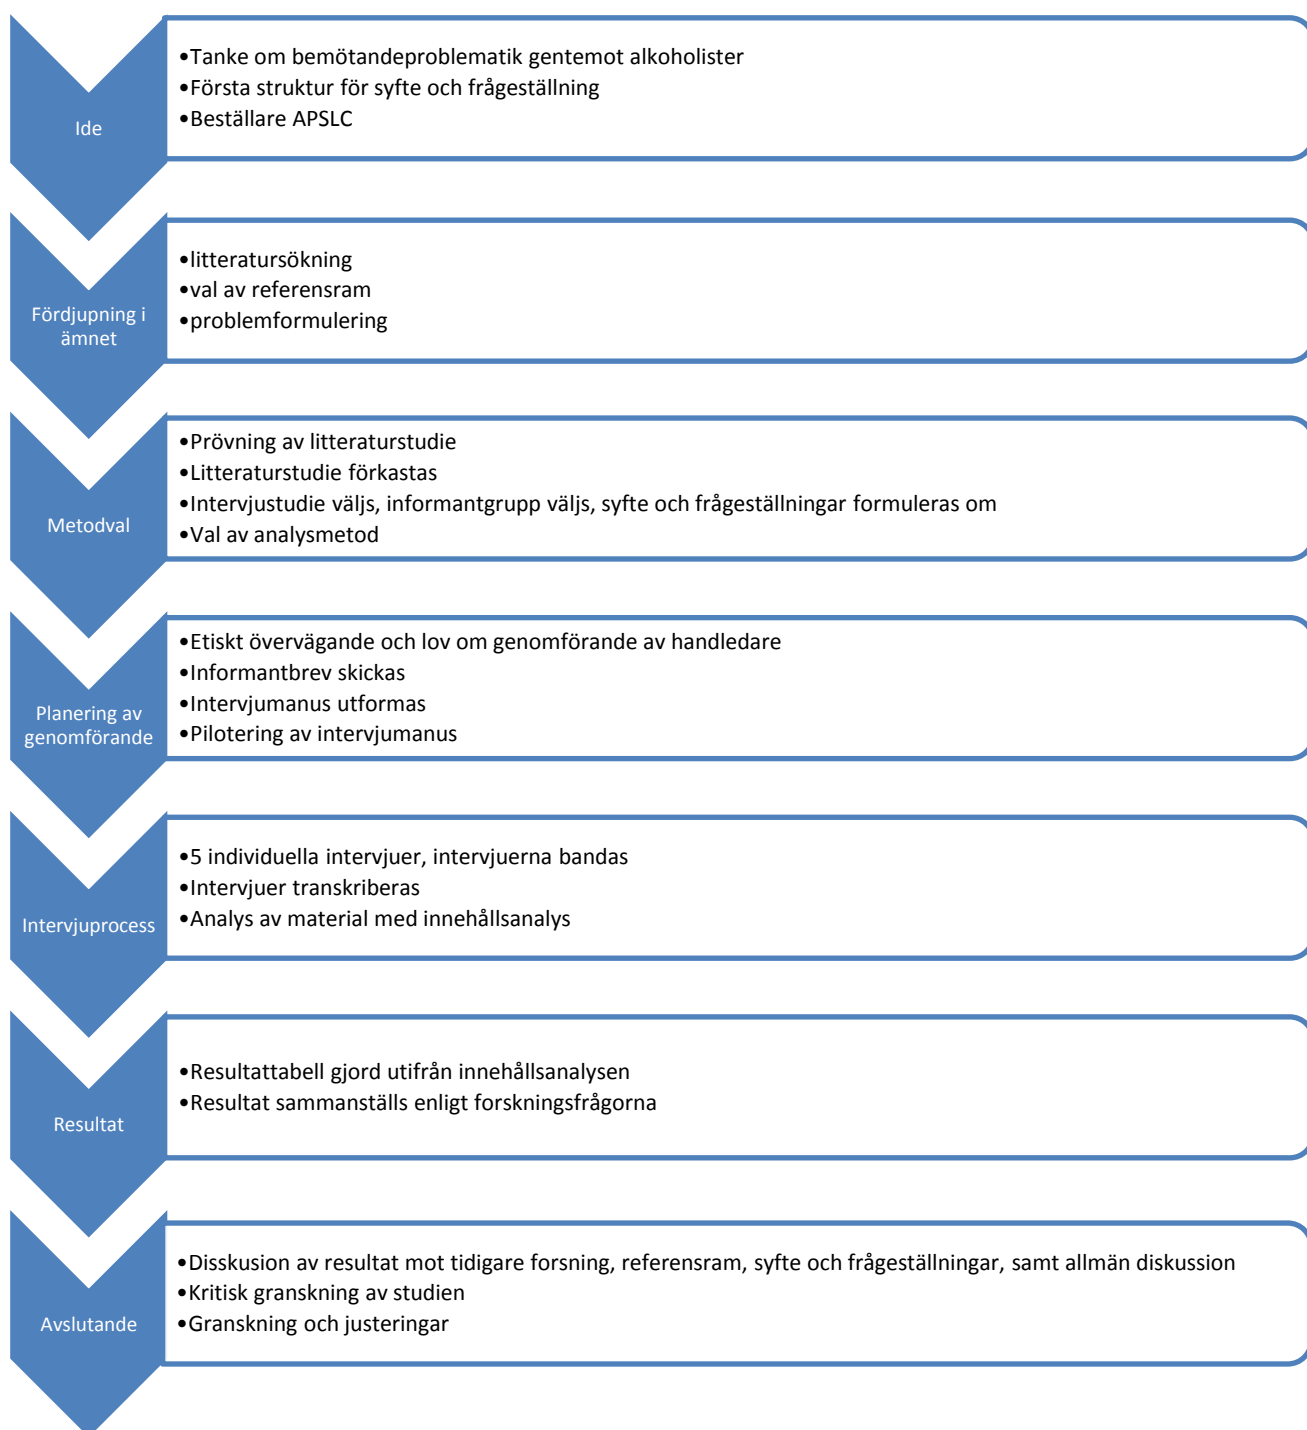 Ide
•Tanke om bemötandeproblematik gentemot alkoholister
•Första struktur för syfte och frågeställning
•Beställare APSLC
Fördjupning i
ämnet
•litteratursökning
•val av referensram
•problemformulering
Metodval
•Prövning av litteraturstudie
•Litteraturstudie förkastas
•Intervjustudie väljs, informantgrupp väljs, syfte och frågeställningar formuleras om
•Val av analysmetod
Planering av
genomförande
•Etiskt övervägande och lov om genomförande av handledare
•Informantbrev skickas
•Intervjumanus utformas
•Pilotering av intervjumanus
Intervjuprocess
•5 individuella intervjuer, intervjuerna bandas
•Intervjuer transkriberas
•Analys av material med innehållsanalys
Resultat
•Resultattabell gjord utifrån innehållsanalysen
•Resultat sammanställs enligt forskningsfrågorna
Avslutande
•Disskusion av resultat mot tidigare forsning, referensram, syfte och frågeställningar, samt allmän diskussion
•Kritisk granskning av studien
•Granskning och justeringar